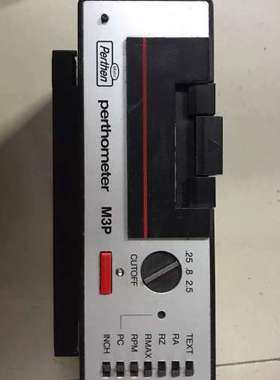 Perthen
perthometer M3P
CUTOFF
.25 .8 2.5
INCH
PC
RPM
RMAX
RZ
RA
TEXT